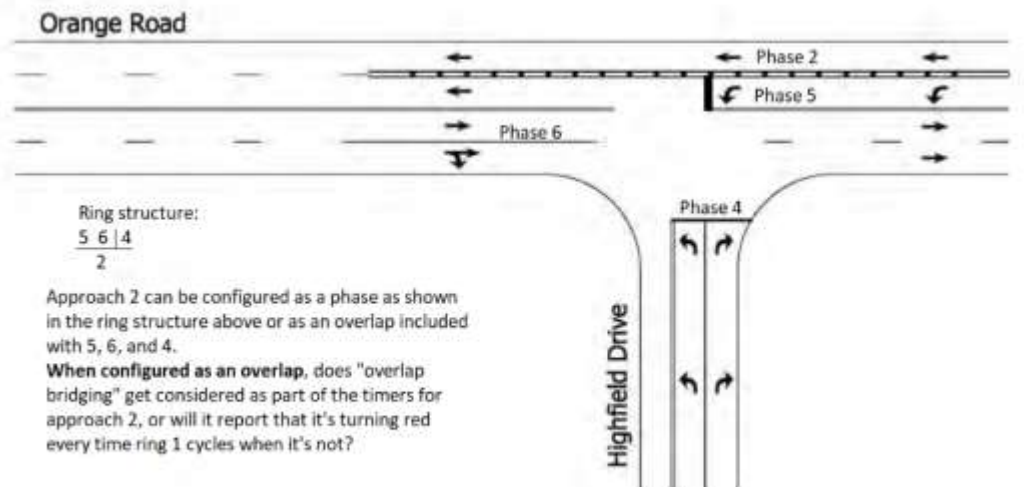 Orange Road
Phase 2
Phase 5
Phase 6
Phase 4
Ring structure:
5 6|4
2
Approach 2 can be configured as a phase as shown
in the ring structure above or as an overlap included
with 5, 6, and 4.
When configured as an overlap, does "overlap
bridging" get considered as part of the timers for
approach 2, or will it report that it's turning red
every time ring 1 cycles when it's not?
Highfield Drive